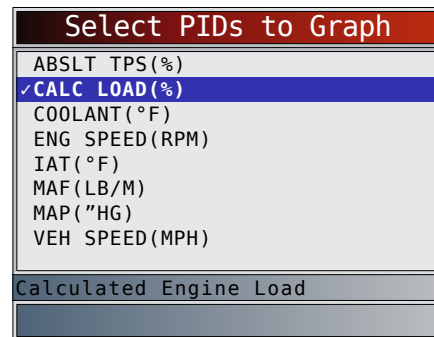 Select PIDs to Graph
ABSLT TPS(%)
✓CALC LOAD(%)
COOLANT(°F)
ENG SPEED(RPM)
IAT(°F)
MAF(LB/M)
MAP(”HG)
VEH SPEED(MPH)
Calculated Engine Load